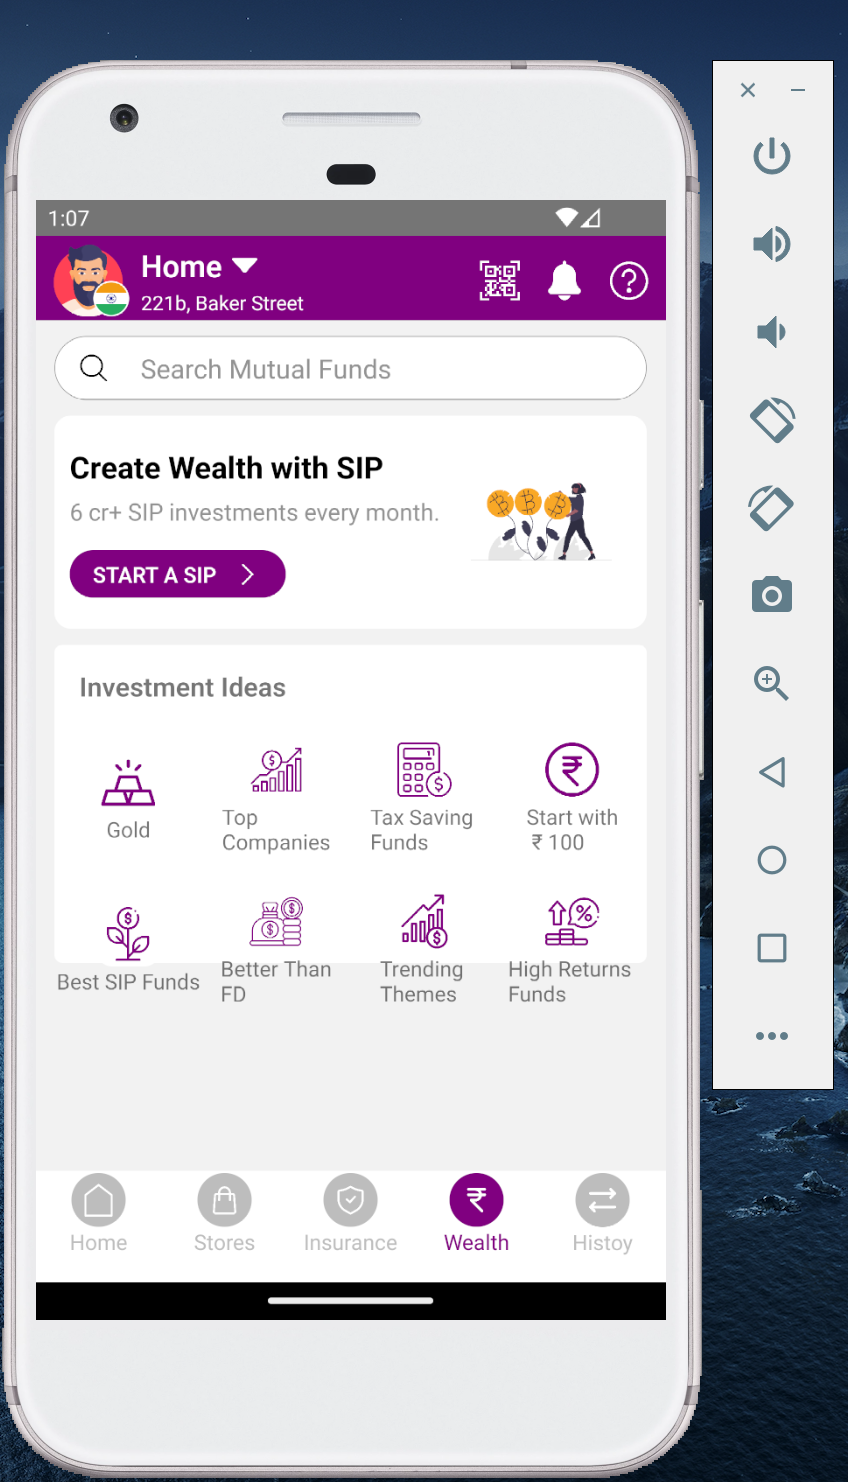 1:07
Home
221b, Baker Street
Search Mutual Funds
Create Wealth with SIP
6 cr+ SIP investments every month.
START A SIP
Investment Ideas
Gold
Top
Companies
Tax Saving
Funds
Start with
₹ 100
Best SIP Funds
Better Than
FD
Trending
Themes
High Returns
Funds
Home
Stores
Insurance
Wealth
Histoy